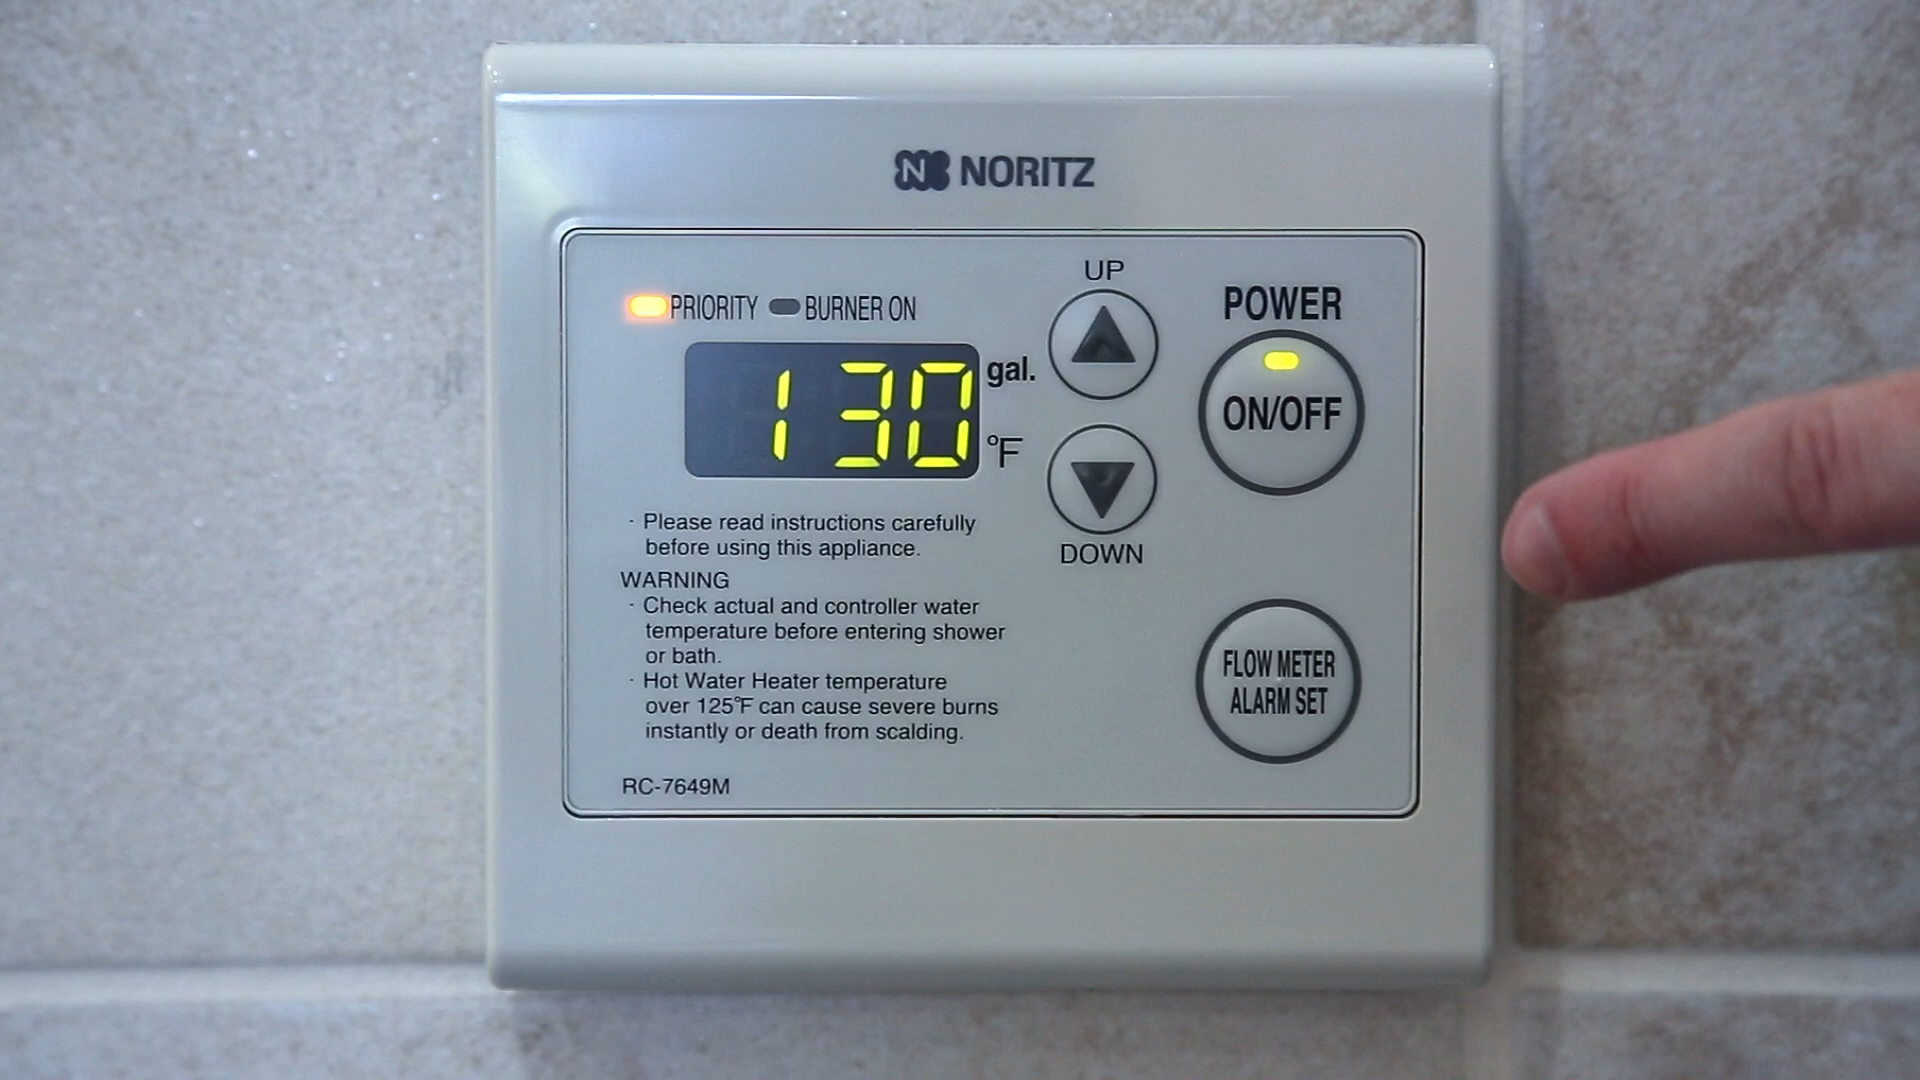 N NORITZ
PRIORITY BURNER ON
130
gal.
°F
UP
DOWN
POWER
ON/OFF
FLOW METER
ALARM SET
· Please read instructions carefully
before using this appliance.
WARNING
· Check actual and controller water
temperature before entering shower
or bath.
· Hot Water Heater temperature
over 125°F can cause severe burns
instantly or death from scalding.
RC-7649M